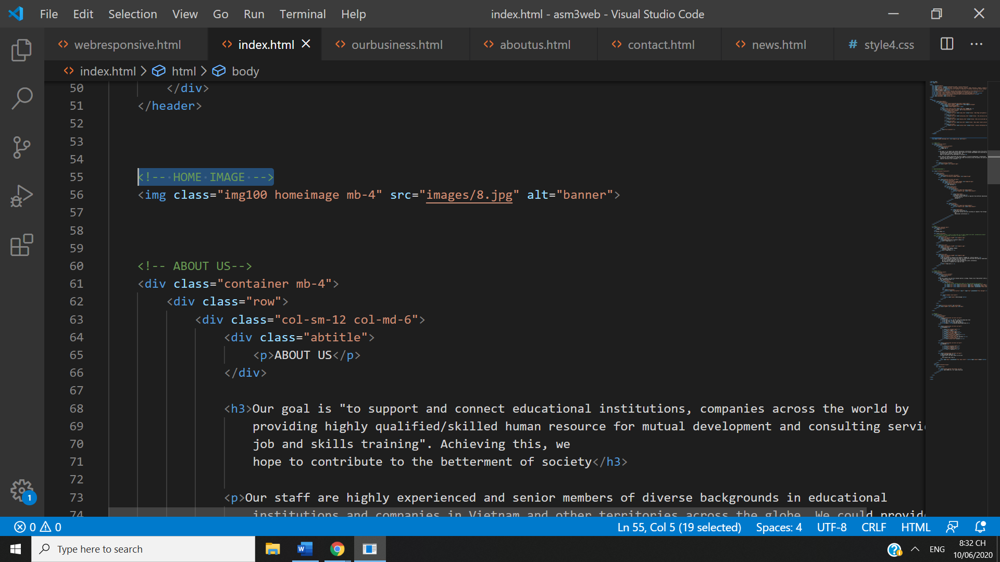 File Edit Selection View Go Run Terminal Help index.html - asm3web - Visual Studio Code
webresponsive.html index.html ourbusiness.html aboutus.html contact.html news.html # style4.css ...
index.html > html > body
50 </div>
51 </header>
52
53
54
55 <!-- HOME IMAGE -->
56 <img class="img100 homeimage mb-4" src="images/8.jpg" alt="banner">
57
58
59
60 <!-- ABOUT US-->
61 <div class="container mb-4">
62 <div class="row">
63 <div class="col-sm-12 col-md-6">
64 <div class="abtitle">
65 <p>ABOUT US</p>
66 </div>
67
68 <h3>Our goal is "to support and connect educational institutions, companies across the world by
69 providing highly qualified/skilled human resource for mutual development and consulting servi
70 job and skills training". Achieving this, we
71 hope to contribute to the betterment of society</h3>
72
73 <p>Our staff are highly experienced and senior members of diverse backgrounds in educational
74 institutions and companies in Vietnam and other territories across the globe. We could provid
1
0 0 Ln 55, Col 5 (19 selected) Spaces: 4 UTF-8 CRLF HTML
Type here to search
ENG
8:32 CH
10/06/2020